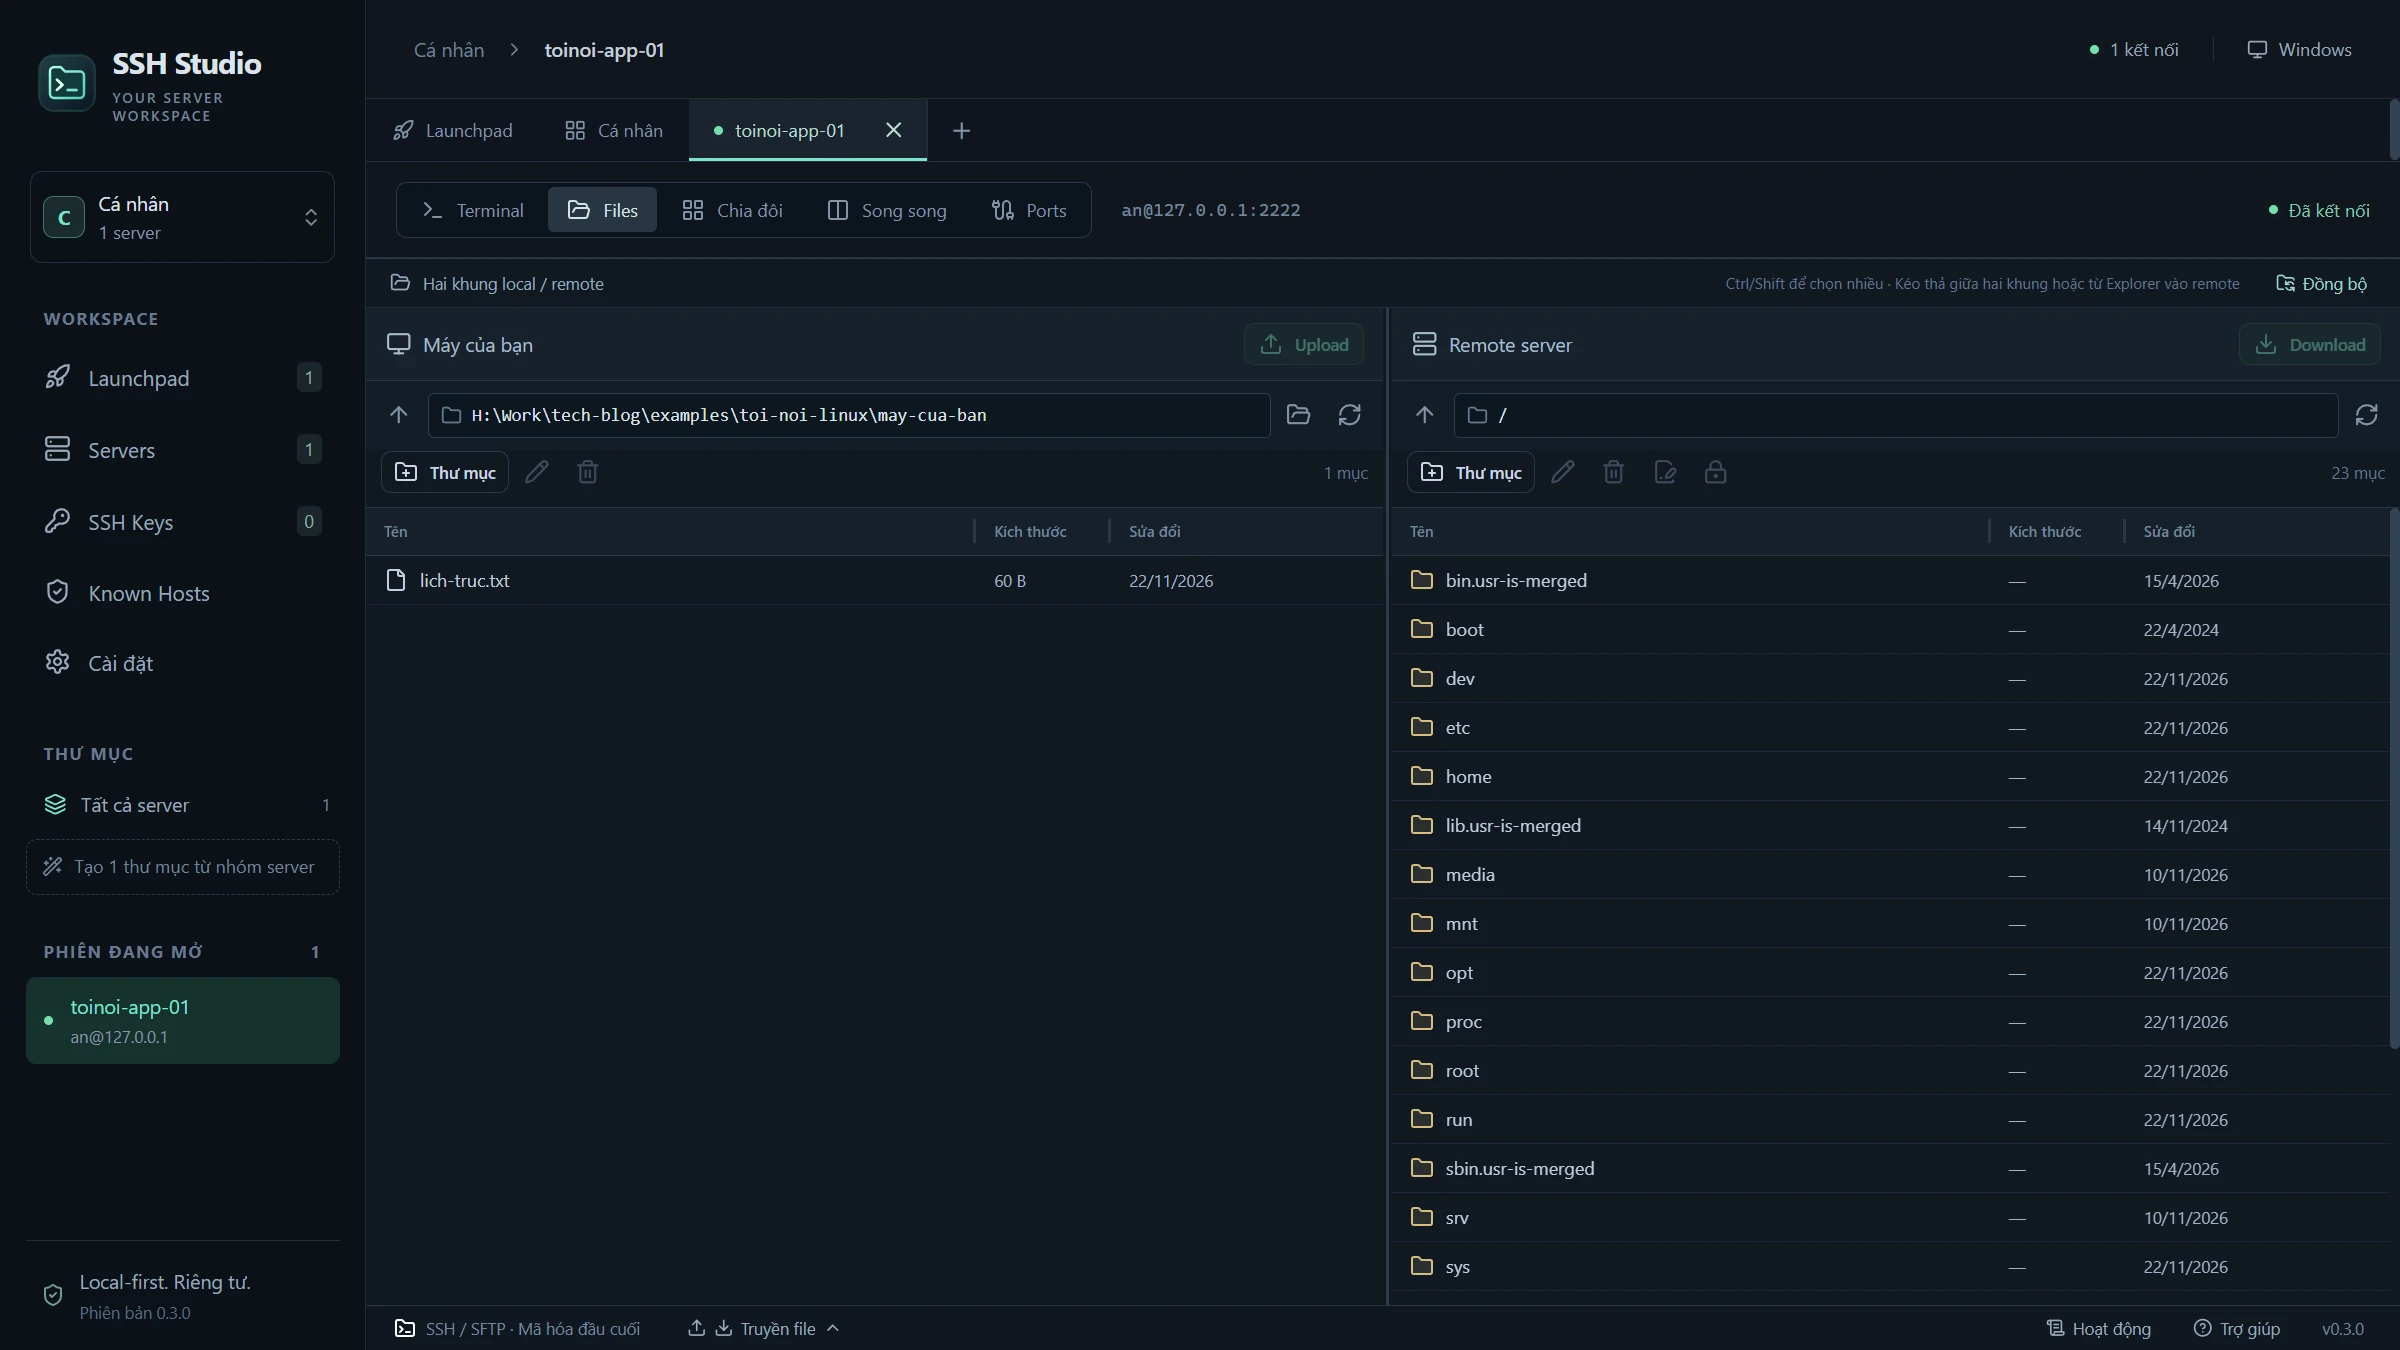 SSH Studio
YOUR SERVER
WORKSPACE
C
Cá nhân
1 server
WORKSPACE
Launchpad 1
Servers 1
SSH Keys 0
Known Hosts
Cài đặt
THƯ MỤC
Tất cả server 1
Tạo 1 thư mục từ nhóm server
PHIÊN ĐANG MỞ 1
toinoi-app-01
an@127.0.0.1
Local-first. Riêng tư.
Phiên bản 0.3.0
Cá nhân > toinoi-app-01
1 kết nối
Windows
Launchpad
Cá nhân
toinoi-app-01
Terminal
Files
Chia đôi
Song song
Ports
an@127.0.0.1:2222
Đã kết nối
Hai khung local / remote
Ctrl/Shift để chọn nhiều · Kéo thả giữa hai khung hoặc từ Explorer vào remote
Đồng bộ
Máy của bạn
Upload
H:\Work\tech-blog\examples\toi-noi-linux\may-cua-ban
Thư mục
1 mục
Tên Kích thước Sửa đổi
lich-truc.txt 60 B 22/11/2026
Remote server
Download
/
Thư mục
23 mục
Tên Kích thước Sửa đổi
bin.usr-is-merged — 15/4/2026
boot — 22/4/2024
dev — 22/11/2026
etc — 22/11/2026
home — 22/11/2026
lib.usr-is-merged — 14/11/2024
media — 10/11/2026
mnt — 10/11/2026
opt — 22/11/2026
proc — 22/11/2026
root — 22/11/2026
run — 22/11/2026
sbin.usr-is-merged — 15/4/2026
srv — 10/11/2026
sys — 22/11/2026
SSH / SFTP · Mã hóa đầu cuối
Truyền file
Hoạt động
Trợ giúp
v0.3.0